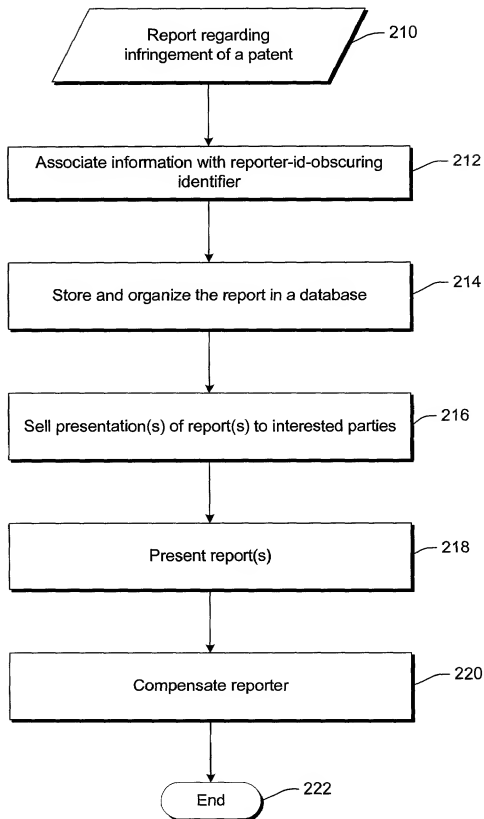 Report regarding
infringement of a patent
210
Associate information with reporter-id-obscuring
identifier
212
Store and organize the report in a database
214
Sell presentation(s) of report(s) to interested parties
216
Present report(s)
218
Compensate reporter
220
End
222